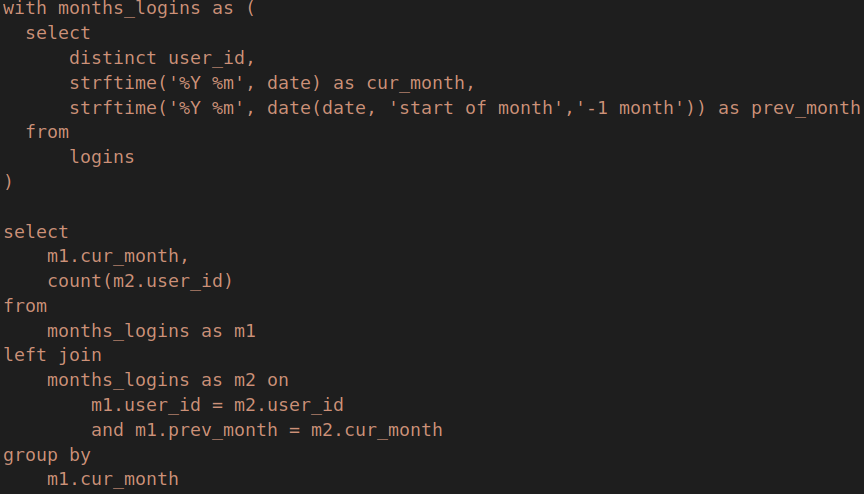 with months_logins as (
  select
      distinct user_id,
      strftime('%Y %m', date) as cur_month,
      strftime('%Y %m', date(date, 'start of month','-1 month')) as prev_month
  from
      logins
)

select
    m1.cur_month,
    count(m2.user_id)
from
    months_logins as m1
left join
    months_logins as m2 on
        m1.user_id = m2.user_id
        and m1.prev_month = m2.cur_month
group by
    m1.cur_month